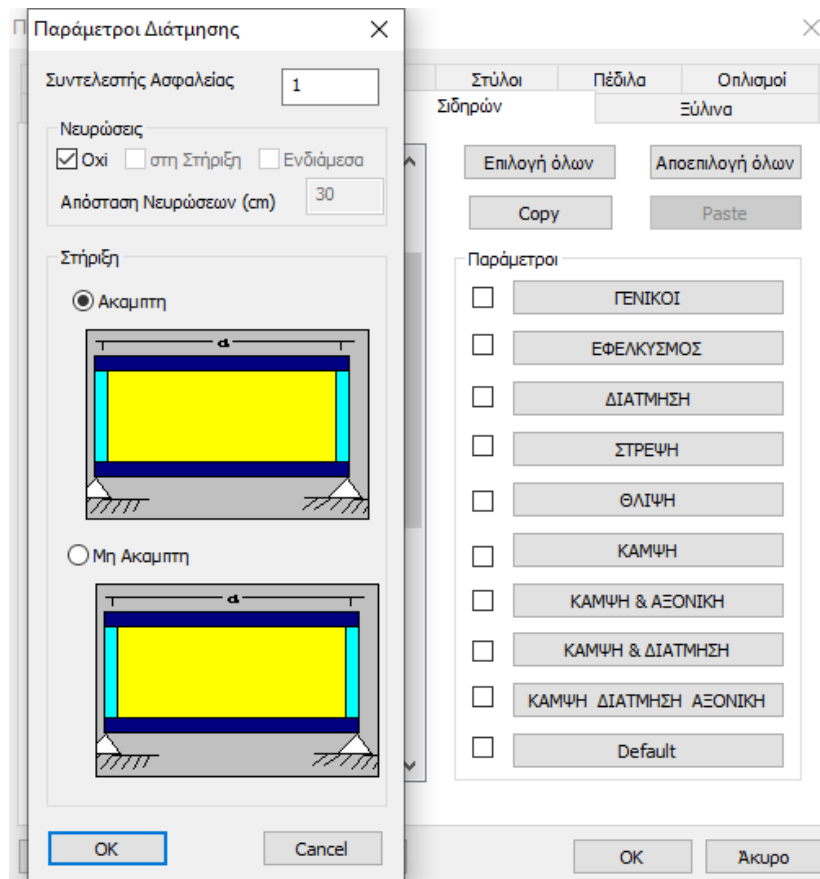 Π
Παράμετροι Διάτμησης
Συντελεστής Ασφαλείας
1
Νευρώσεις
Οχi
στη Στήριξη
Ενδιάμεσα
Απόσταση Νευρώσεων (cm)
30
Στήριξη
Ακαμπτη
d
Μη Ακαμπτη
d
OK
Cancel
Στύλοι
Πέδιλα
Οπλισμοί
Σιδηρών
Ξύλινα
Επιλογή όλων
Αποεπιλογή όλων
Copy
Paste
Παράμετροι
ΓΕΝΙΚΟΙ
ΕΦΕΛΚΥΣΜΟΣ
ΔΙΑΤΜΗΣΗ
ΣΤΡΕΨΗ
ΘΛΙΨΗ
ΚΑΜΨΗ
ΚΑΜΨΗ & ΑΞΟΝΙΚΗ
ΚΑΜΨΗ & ΔΙΑΤΜΗΣΗ
ΚΑΜΨΗ ΔΙΑΤΜΗΣΗ ΑΞΟΝΙΚΗ
Default
OK
Άκυρο